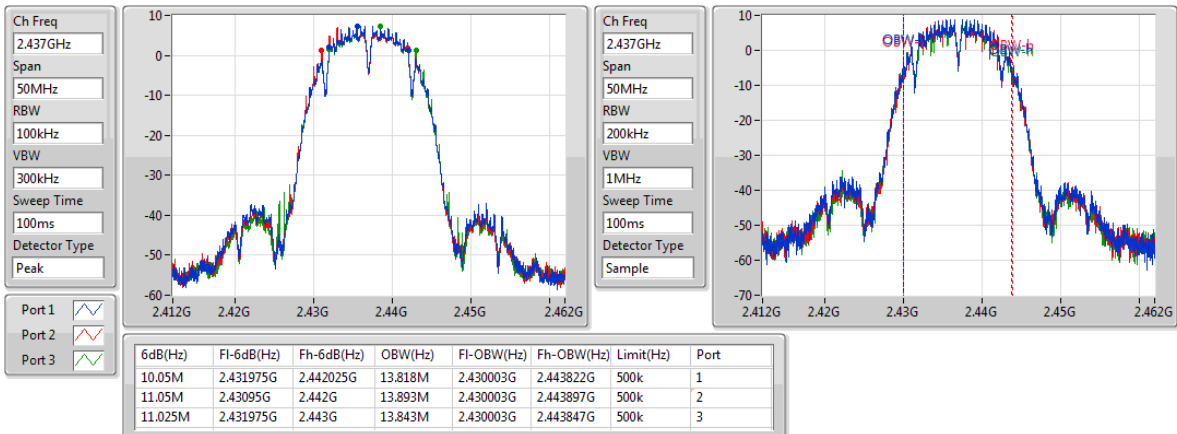 Ch Freq
2.437GHz
Span
50MHz
RBW
100kHz
VBW
300kHz
Sweep Time
100ms
Detector Type
Peak
10
0
-10
-20
-30
-40
-50
-60
2.412G 2.42G 2.43G 2.44G 2.45G 2.462G
Ch Freq
2.437GHz
Span
50MHz
RBW
200kHz
VBW
1MHz
Sweep Time
100ms
Detector Type
Sample
10
0
-10
-20
-30
-40
-50
-60
-70
2.412G 2.42G 2.43G 2.44G 2.45G 2.462G
Port 1
Port 2
Port 3
6dB(Hz) Fl-6dB(Hz) Fh-6dB(Hz) OBW(Hz) Fl-OBW(Hz) Fh-OBW(Hz) Limit(Hz) Port
10.05M 2.431975G 2.442025G 13.818M 2.430003G 2.443822G 500k 1
11.05M 2.43095G 2.442G 13.893M 2.430003G 2.443897G 500k 2
11.025M 2.431975G 2.443G 13.843M 2.430003G 2.443847G 500k 3